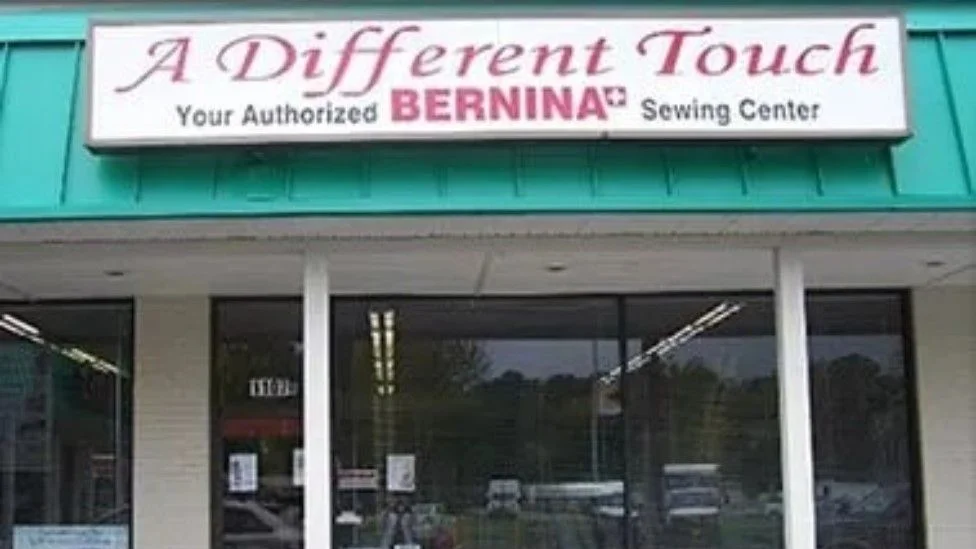 A Different Touch
Your Authorized BERNINA Sewing Center